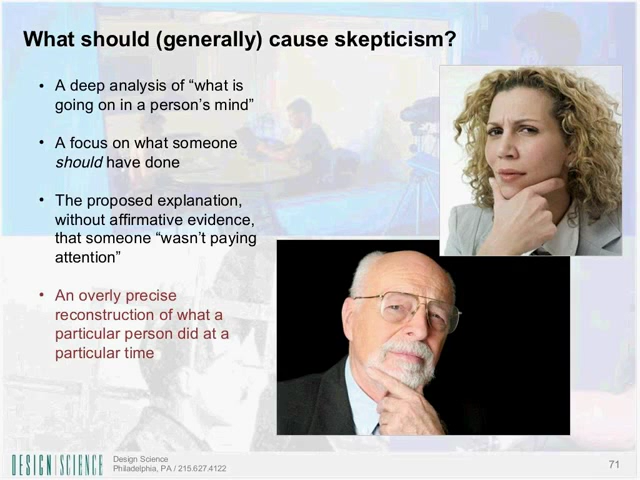 What should (generally) cause skepticism?
• A deep analysis of “what is
going on in a person’s mind”
• A focus on what someone
should have done
• The proposed explanation,
without affirmative evidence,
that someone “wasn’t paying
attention”
• An overly precise
reconstruction of what a
particular person did at a
particular time
DESIGN|SCIENCE
Design Science
Philadelphia, PA / 215.627.4122
71